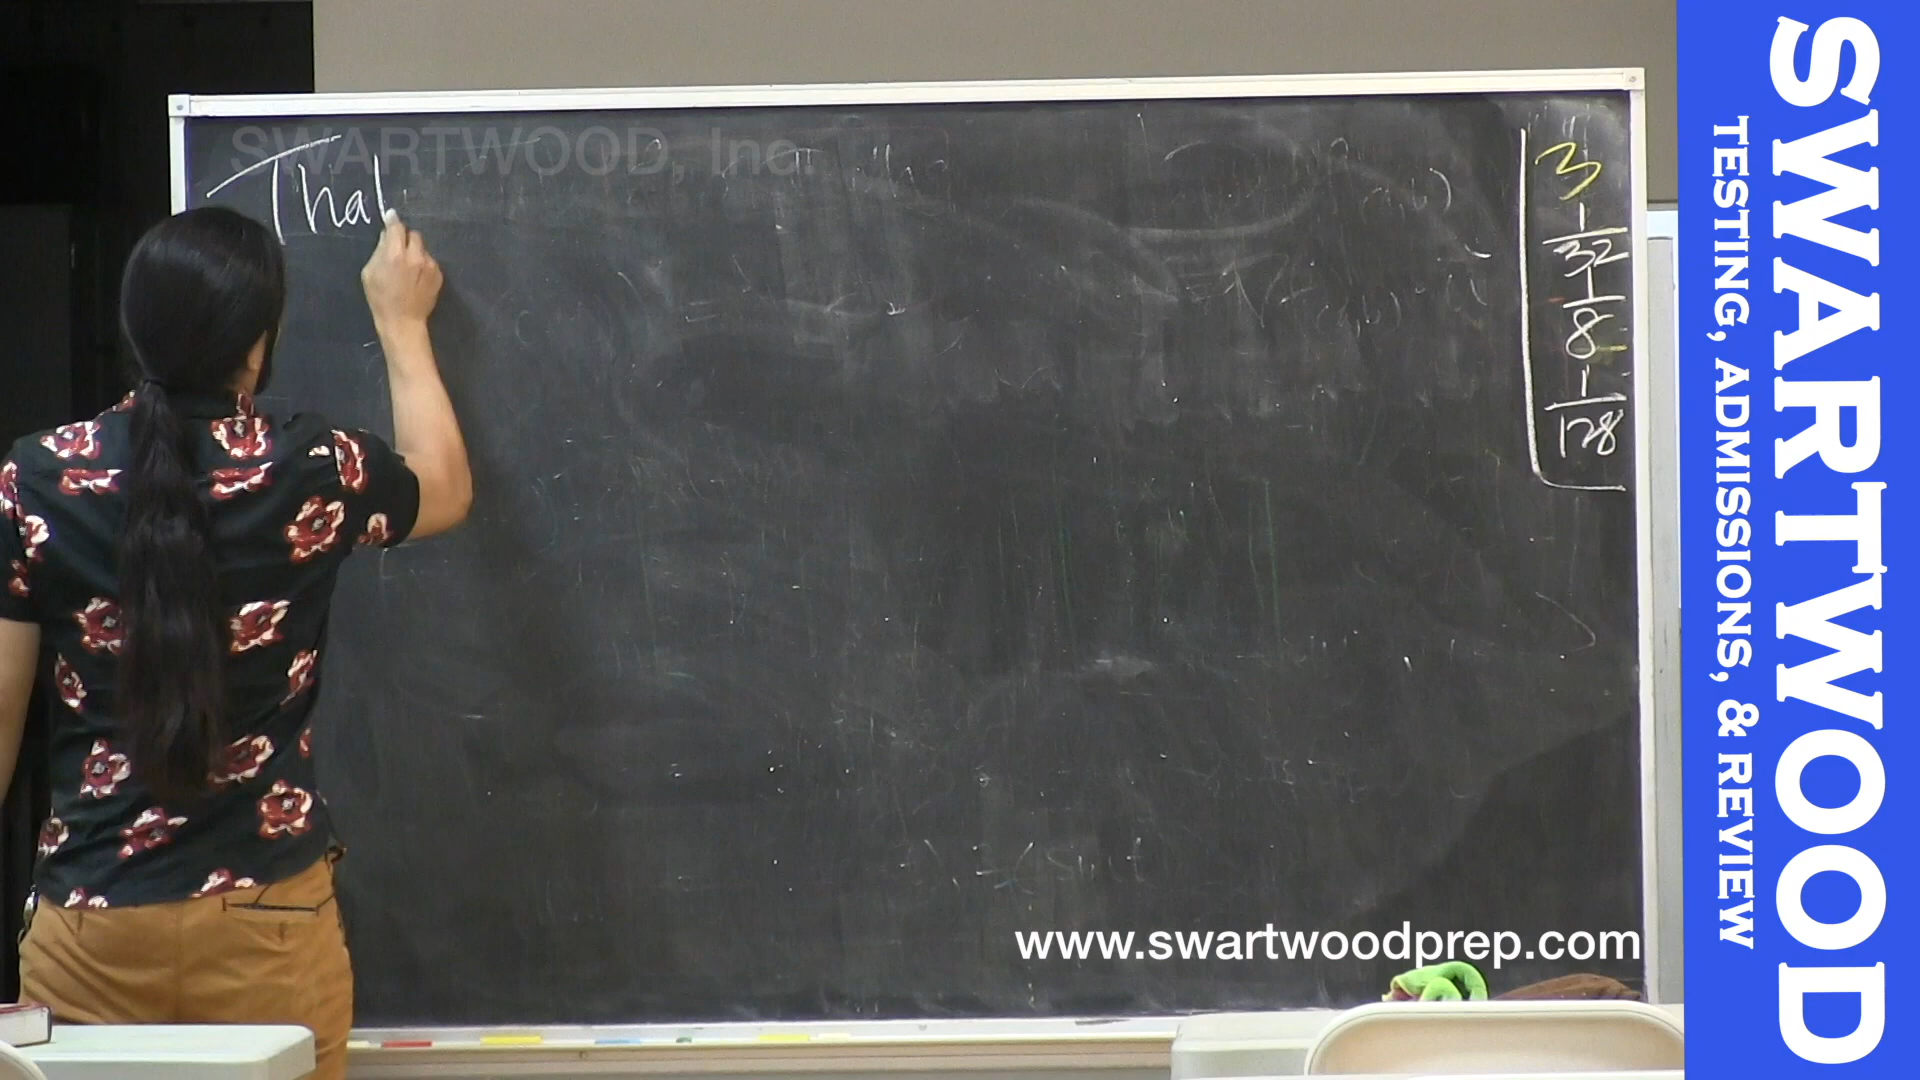 SWARTWOOD, Inc.
Thal
3
1
32
1
8
1
128
www.swartwoodprep.com
SWARTWOOD
TESTING, ADMISSIONS, & REVIEW